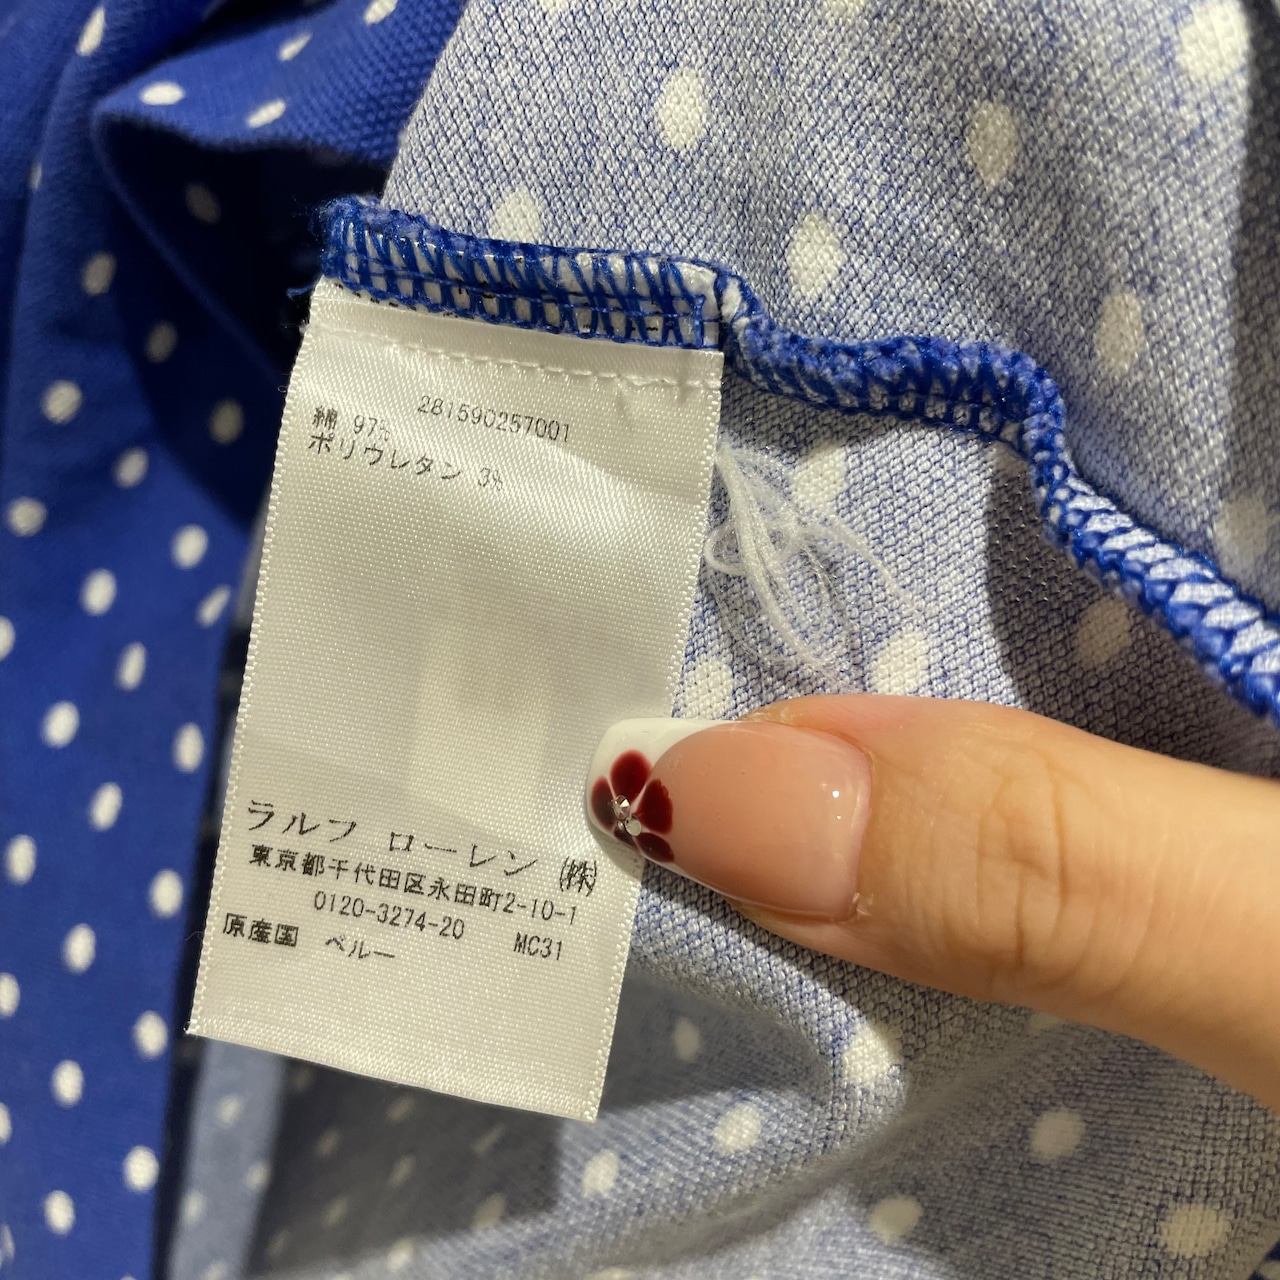 281590257001
綿 97%
ポリウレタン 3%
ラルフ ローレン ㈱
東京都千代田区永田町2-10-1
0120-3274-20 MC31
原産国 ペルー